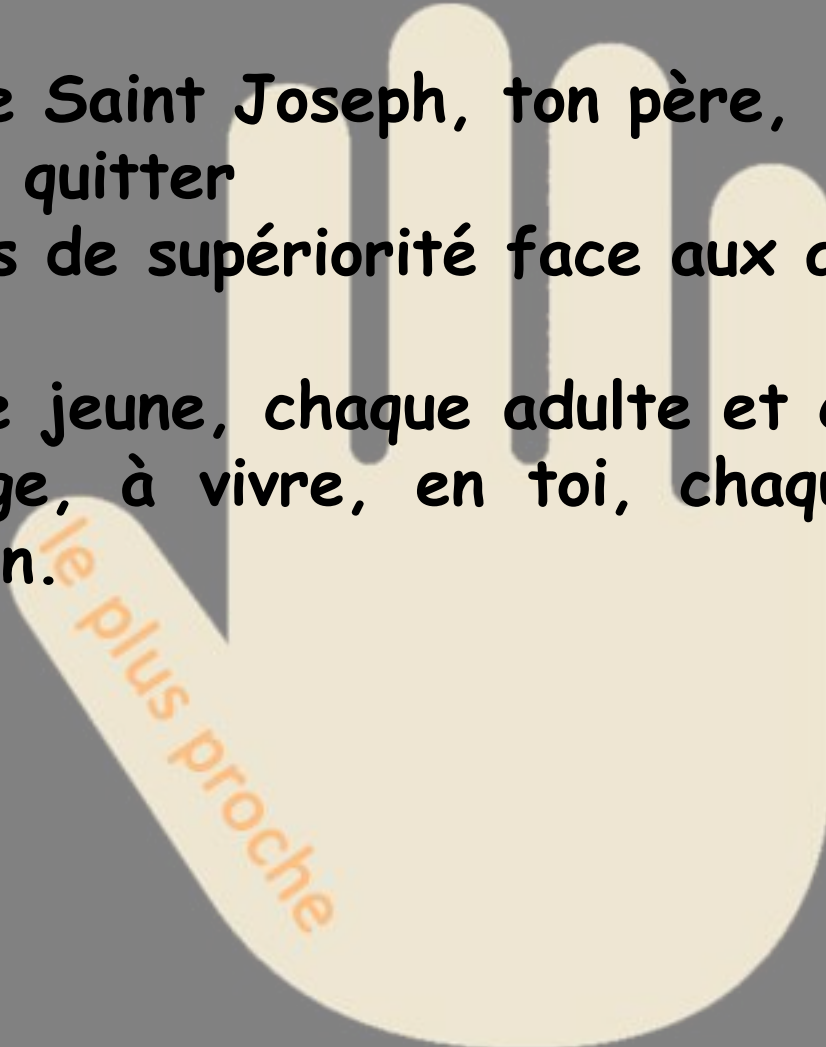 e Saint Joseph, ton père,
quitter
s de supériorité face aux
e jeune, chaque adulte et
ge, à vivre, en toi, chaqu
n.
le plus proche